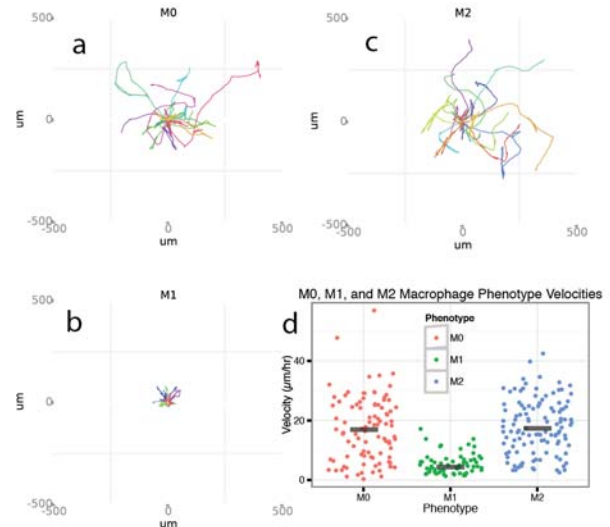 M0
a
500
um
0
-500
-500
0
500
um
M2
c
500
um
0
-500
-500
0
500
um
M1
b
500
um
0
-500
-500
0
500
um
M0, M1, and M2 Macrophage Phenotype Velocities
d
Phenotype
M0
M1
M2
Velocity (μm/hr)
40
20
0
M0
M1
M2
Phenotype